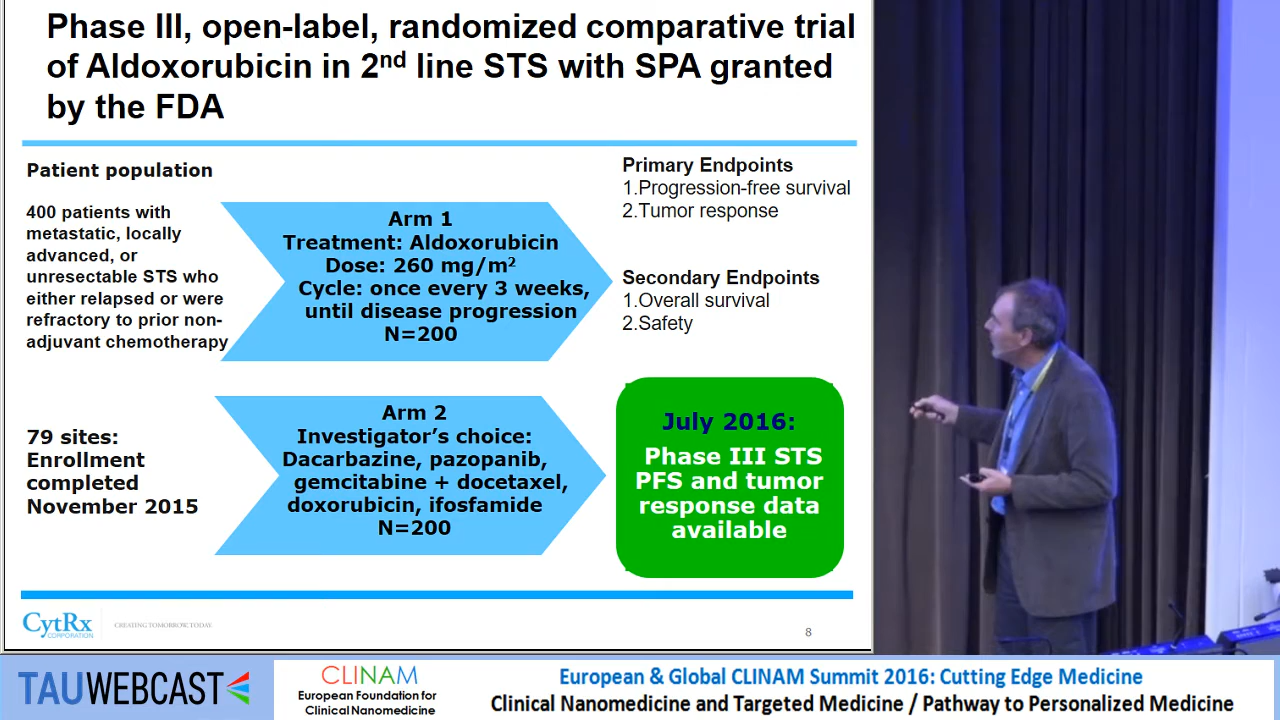 Phase III, open-label, randomized comparative trial
of Aldoxorubicin in 2nd line STS with SPA granted
by the FDA
Patient population
400 patients with
metastatic, locally
advanced, or
unresectable STS who
either relapsed or were
refractory to prior non-
adjuvant chemotherapy
79 sites:
Enrollment
completed
November 2015
Arm 1
Treatment: Aldoxorubicin
Dose: 260 mg/m²
Cycle: once every 3 weeks,
until disease progression
N=200
Arm 2
Investigator’s choice:
Dacarbazine, pazopanib,
gemcitabine + docetaxel,
doxorubicin, ifosfamide
N=200
Primary Endpoints
1.Progression-free survival
2.Tumor response
Secondary Endpoints
1.Overall survival
2.Safety
July 2016:
Phase III STS
PFS and tumor
response data
available
CytRx
CORPORATION
CREATING TOMORROW. TODAY.
8
TAUWEBCAST
CLINAM
European Foundation for
Clinical Nanomedicine
European & Global CLINAM Summit 2016: Cutting Edge Medicine
Clinical Nanomedicine and Targeted Medicine / Pathway to Personalized Medicine